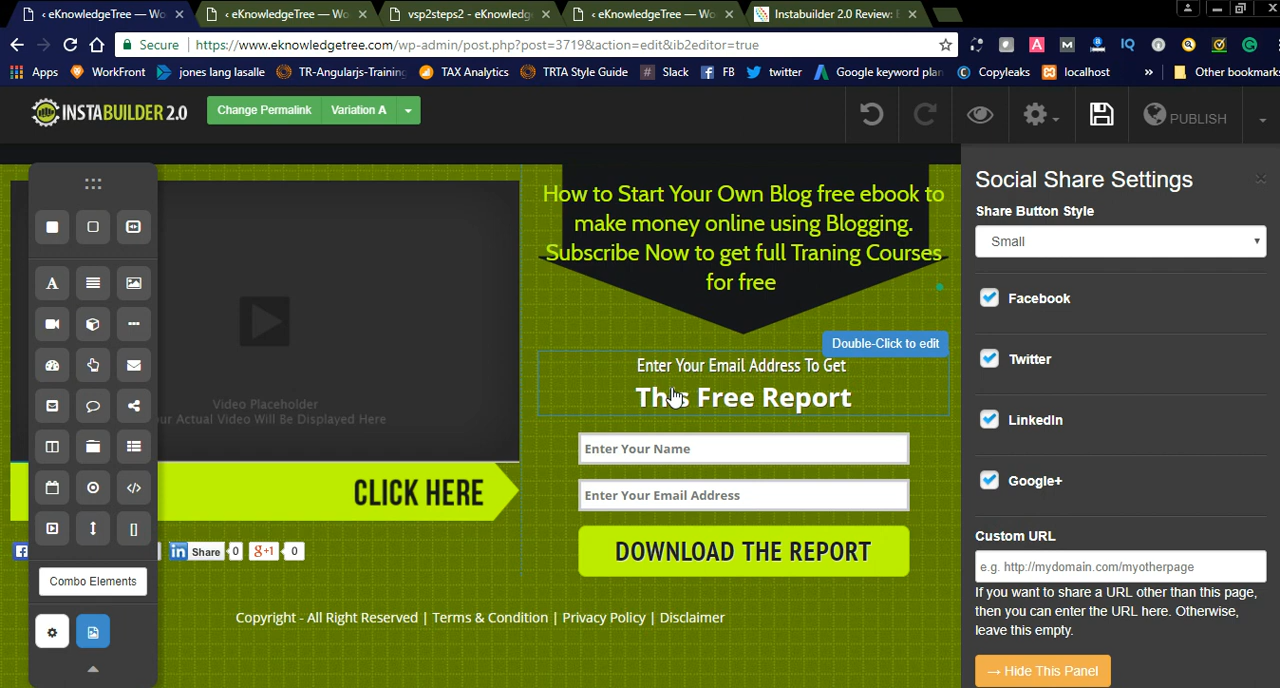 ‹ eKnowledgeTree — Wo
‹ eKnowledgeTree — Wo
vsp2steps2 - eKnowledg
‹ eKnowledgeTree — Wo
Instabuilder 2.0 Review:
Secure
https://www.eknowledgetree.com/wp-admin/post.php?post=3719&action=edit&ib2editor=true
Apps
WorkFront
jones lang lasalle
TR-Angularjs-Training
TAX Analytics
TRTA Style Guide
Slack
FB
twitter
Google keyword plan
Copyleaks
localhost
»
Other bookmarks
INSTABUILDER 2.0
Change Permalink
Variation A
PUBLISH
How to Start Your Own Blog free ebook to
make money online using Blogging.
Subscribe Now to get full Traning Courses
for free
Double-Click to edit
Enter Your Email Address To Get
This Free Report
Video Placeholder
ur Actual Video Will Be Displayed Here
Enter Your Name
Enter Your Email Address
CLICK HERE
DOWNLOAD THE REPORT
in Share 0 g+1 0
Copyright - All Right Reserved | Terms & Condition | Privacy Policy | Disclaimer
Combo Elements
Social Share Settings
Share Button Style
Small
Facebook
Twitter
LinkedIn
Google+
Custom URL
e.g. http://mydomain.com/myotherpage
If you want to share a URL other than this page,
then you can enter the URL here. Otherwise,
leave this empty.
→ Hide This Panel